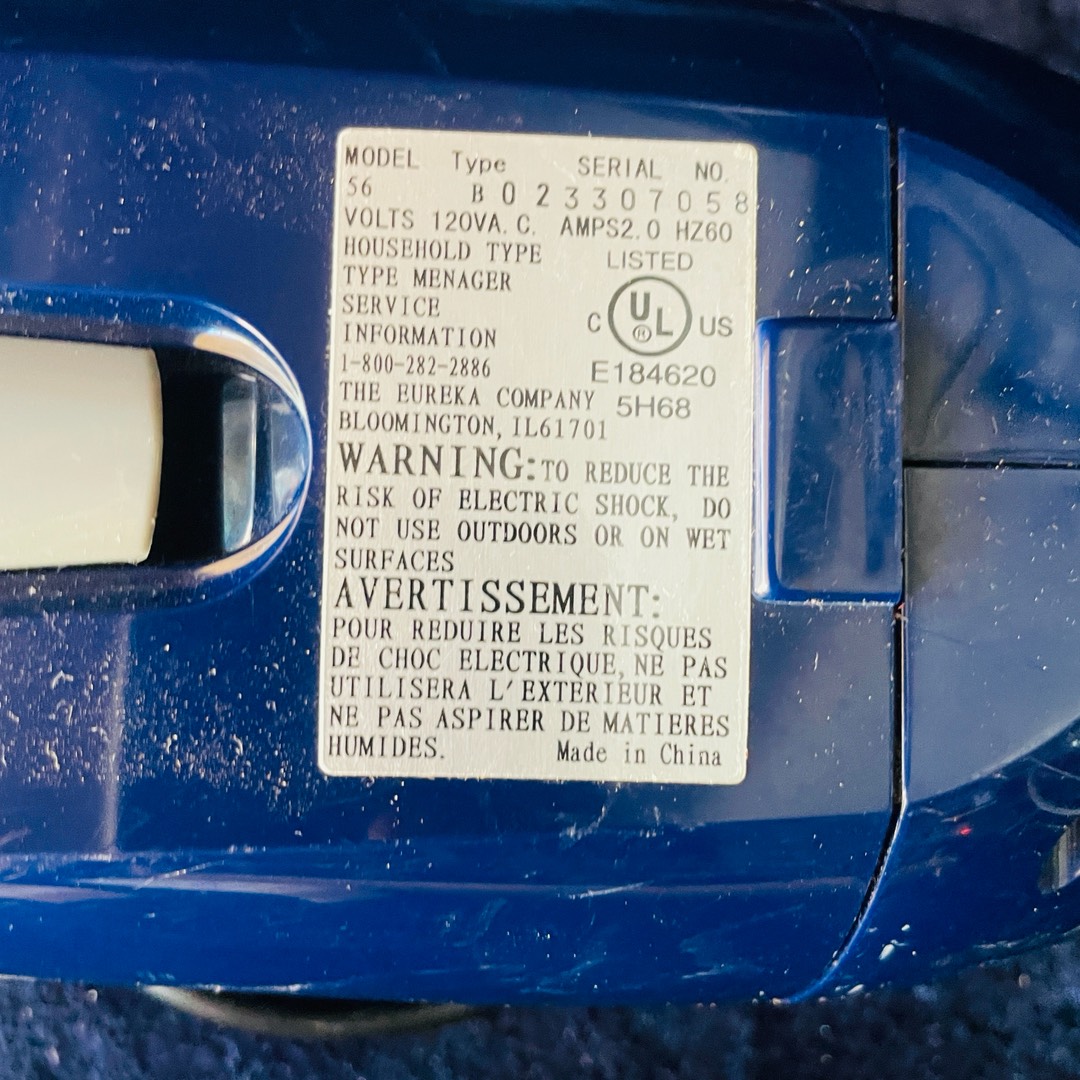 MODEL Type SERIAL NO.
56 B 0 2 3 3 0 7 0 5 8
VOLTS 120VA.C. AMPS2.0 HZ60
HOUSEHOLD TYPE
TYPE MENAGER
SERVICE
INFORMATION
1-800-282-2886
THE EUREKA COMPANY
BLOOMINGTON, IL61701
LISTED
C UL ® US
E184620
5H68
WARNING:TO REDUCE THE
RISK OF ELECTRIC SHOCK, DO
NOT USE OUTDOORS OR ON WET
SURFACES
AVERTISSEMENT:
POUR REDUIRE LES RISQUES
DE CHOC ELECTRIQUE, NE PAS
UTILISERA L'EXTERIEUR ET
NE PAS ASPIRER DE MATIERES
HUMIDES. Made in China